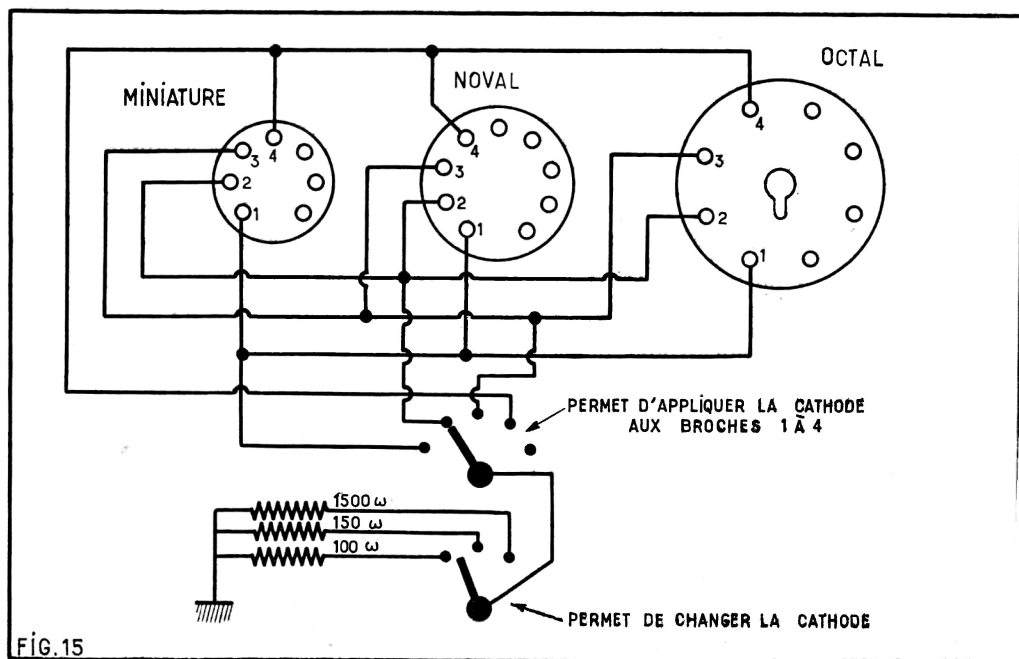 OCTAL
NOVAL
MINIATURE
4
4
4
3
3
3
2
2
2
1
1
1
PERMET D'APPLIQUER LA CATHODE
AUX BROCHES 1 À 4
1500 ω
150 ω
100 ω
PERMET DE CHANGER LA CATHODE
FIG.15